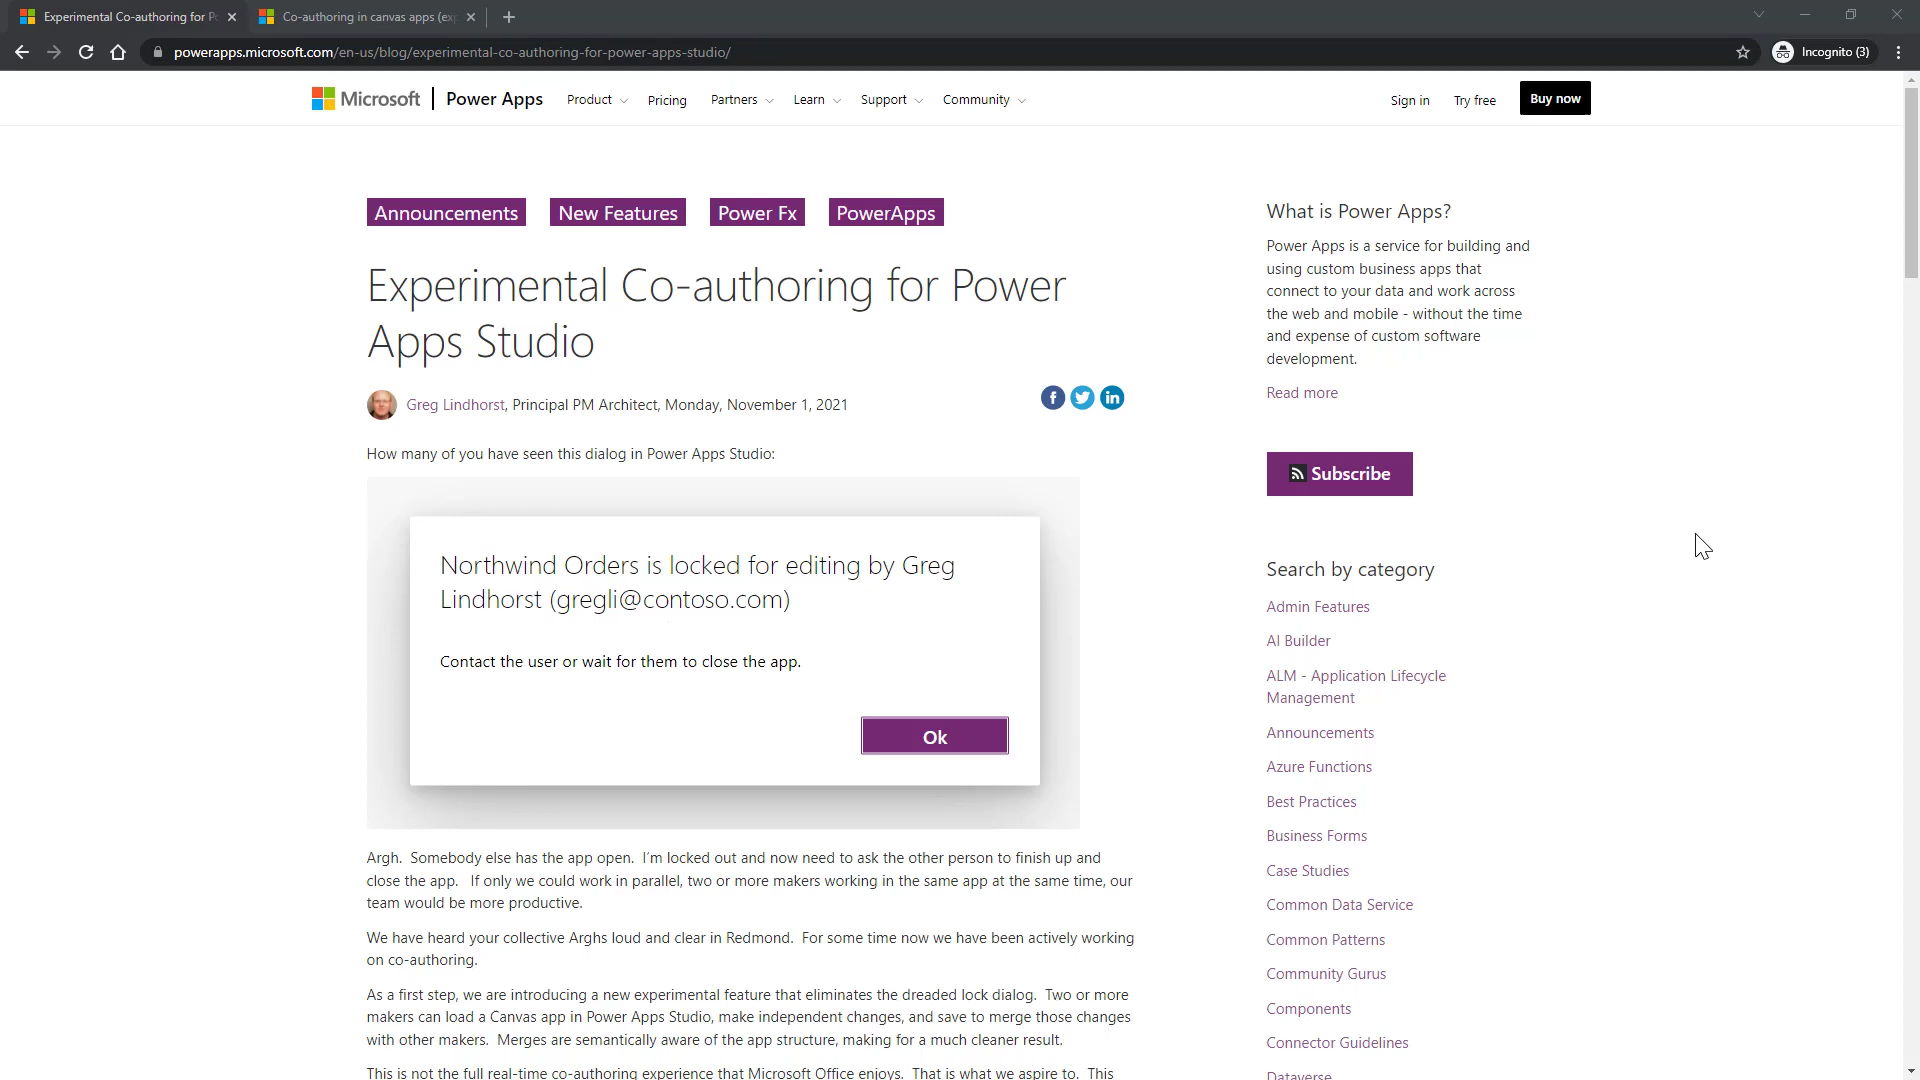 Experimental Co-authoring for P
Co-authoring in canvas apps (exp
powerapps.microsoft.com/en-us/blog/experimental-co-authoring-for-power-apps-studio/
Incognito (3)
Microsoft
Power Apps
Product
Pricing
Partners
Learn
Support
Community
Sign in
Try free
Buy now
Announcements
New Features
Power Fx
PowerApps
Experimental Co-authoring for Power
Apps Studio
Greg Lindhorst, Principal PM Architect, Monday, November 1, 2021
How many of you have seen this dialog in Power Apps Studio:
Northwind Orders is locked for editing by Greg
Lindhorst (gregli@contoso.com)
Contact the user or wait for them to close the app.
Ok
Argh.  Somebody else has the app open.  I'm locked out and now need to ask the other person to finish up and
close the app.   If only we could work in parallel, two or more makers working in the same app at the same time, our
team would be more productive.
We have heard your collective Arghs loud and clear in Redmond.  For some time now we have been actively working
on co-authoring.
As a first step, we are introducing a new experimental feature that eliminates the dreaded lock dialog.  Two or more
makers can load a Canvas app in Power Apps Studio, make independent changes, and save to merge those changes
with other makers.  Merges are semantically aware of the app structure, making for a much cleaner result.
This is not the full real-time co-authoring experience that Microsoft Office enjoys.  That is what we aspire to.  This
What is Power Apps?
Power Apps is a service for building and
using custom business apps that
connect to your data and work across
the web and mobile - without the time
and expense of custom software
development.
Read more
Subscribe
Search by category
Admin Features
AI Builder
ALM - Application Lifecycle
Management
Announcements
Azure Functions
Best Practices
Business Forms
Case Studies
Common Data Service
Common Patterns
Community Gurus
Components
Connector Guidelines
Dataverse